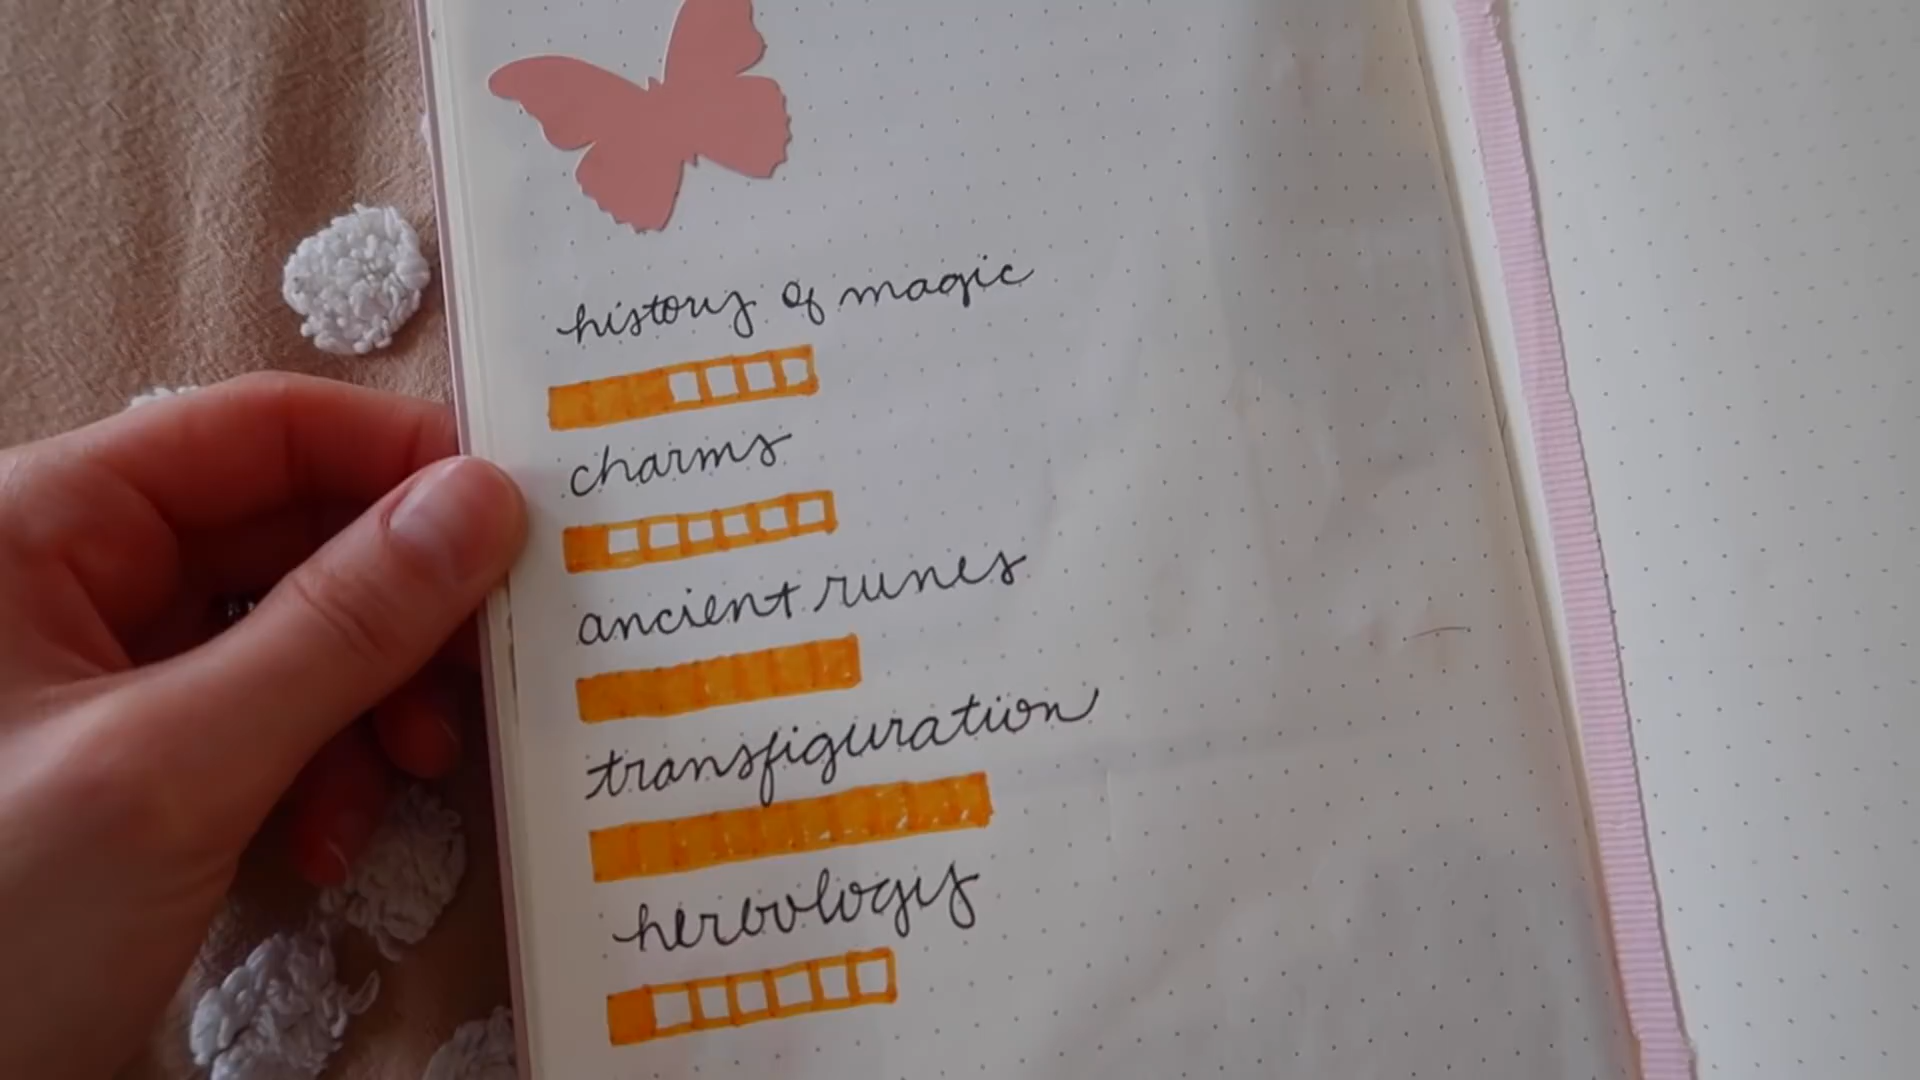 history of magic
charms
ancient runes
transfiguration
herbology